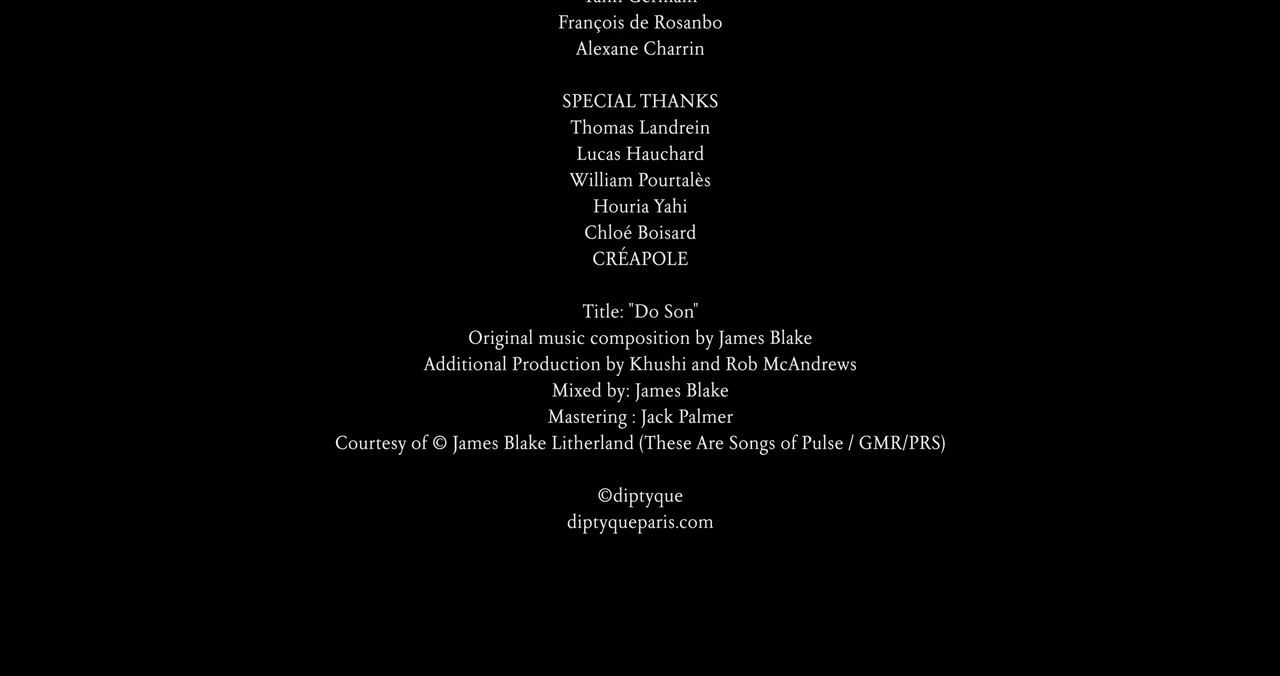 François de Rosanbo
Alexane Charrin
SPECIAL THANKS
Thomas Landrein
Lucas Hauchard
William Pourtalès
Houria Yahi
Chloé Boisard
CRÉAPOLE
Title: "Do Son"
Original music composition by James Blake
Additional Production by Khushi and Rob McAndrews
Mixed by: James Blake
Mastering : Jack Palmer
Courtesy of © James Blake Litherland (These Are Songs of Pulse / GMR/PRS)
©diptyque
diptyqueparis.com